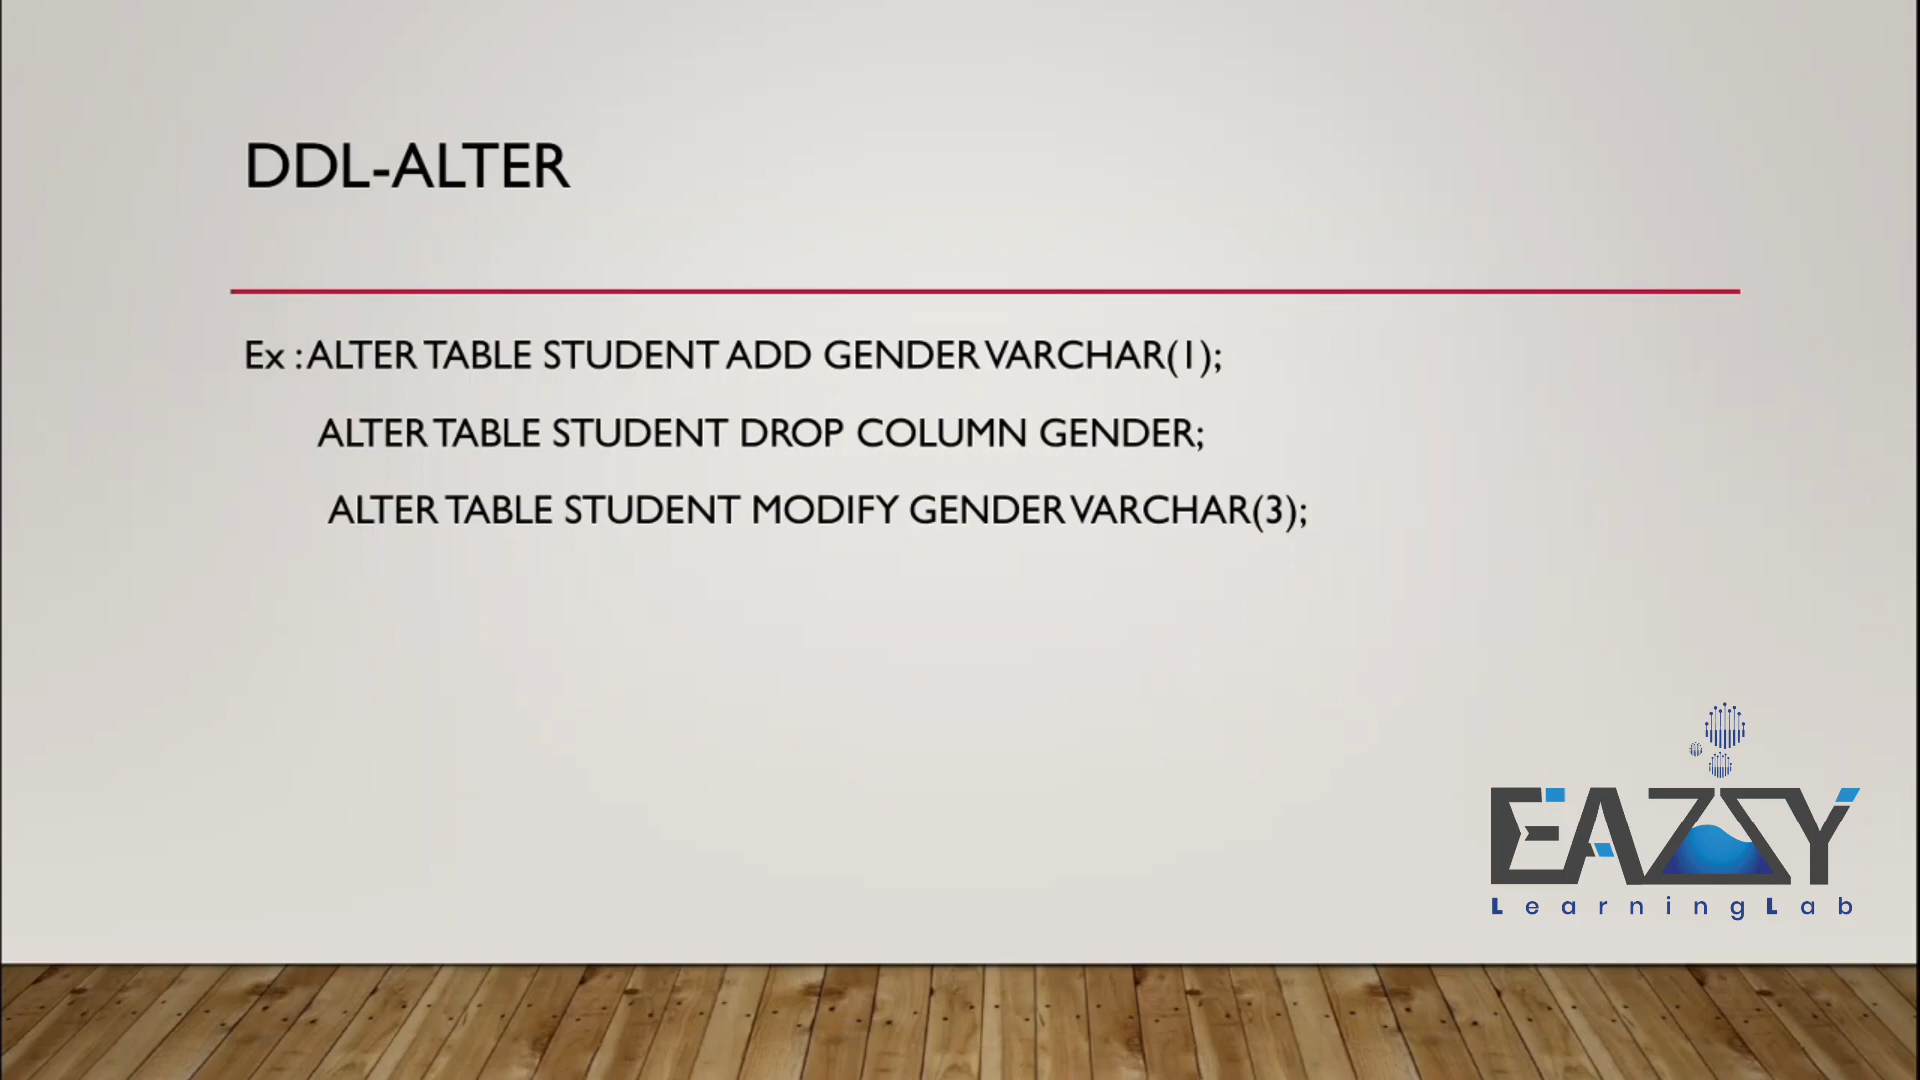 DDL-ALTER
Ex : ALTER TABLE STUDENT ADD GENDER VARCHAR(1);
ALTER TABLE STUDENT DROP COLUMN GENDER;
ALTER TABLE STUDENT MODIFY GENDER VARCHAR(3);
EAZZY
LearningLab